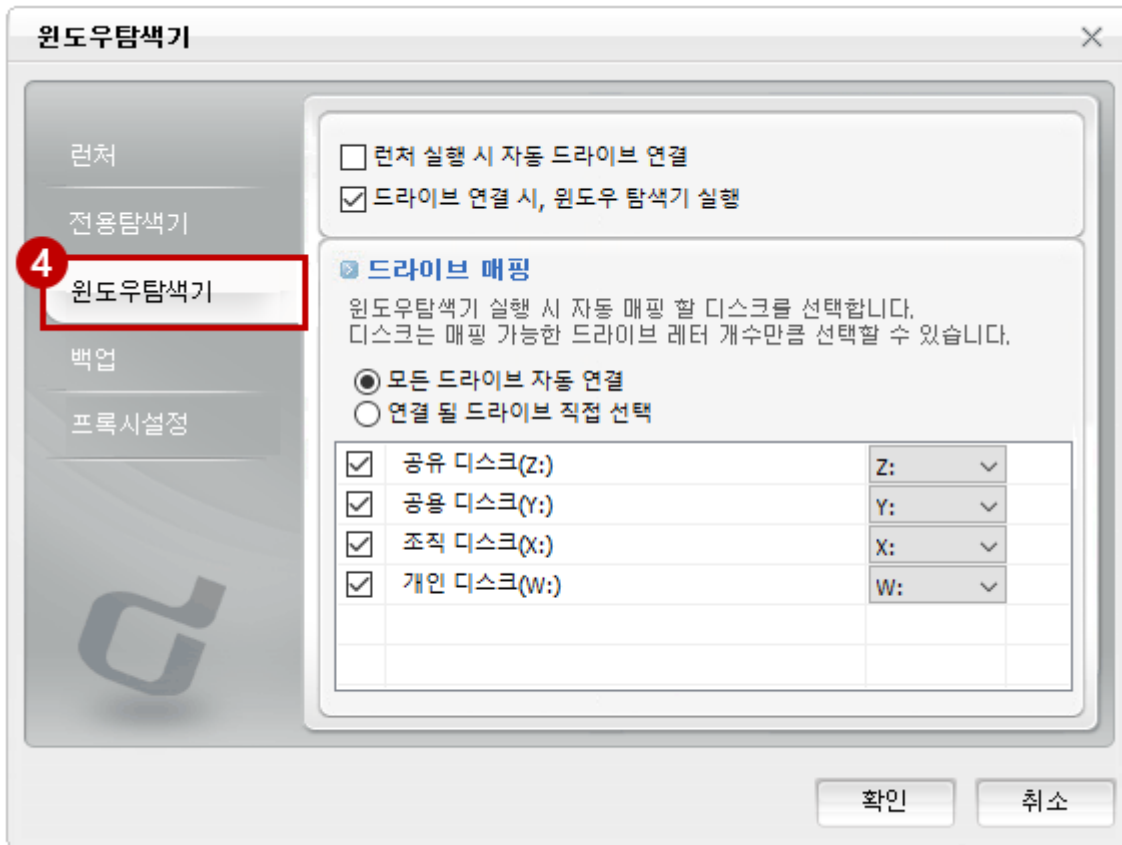 윈도우탐색기
런처
전용탐색기
4
윈도우탐색기
백업
프록시설정
런처 실행 시 자동 드라이브 연결
드라이브 연결 시, 윈도우 탐색기 실행
드라이브 매핑
윈도우탐색기 실행 시 자동 매핑 할 디스크를 선택합니다.
디스크는 매핑 가능한 드라이브 레터 개수만큼 선택할 수 있습니다.
모든 드라이브 자동 연결
연결 될 드라이브 직접 선택
공유 디스크(Z:) Z:
공용 디스크(Y:) Y:
조직 디스크(X:) X:
개인 디스크(W:) W:
확인 취소